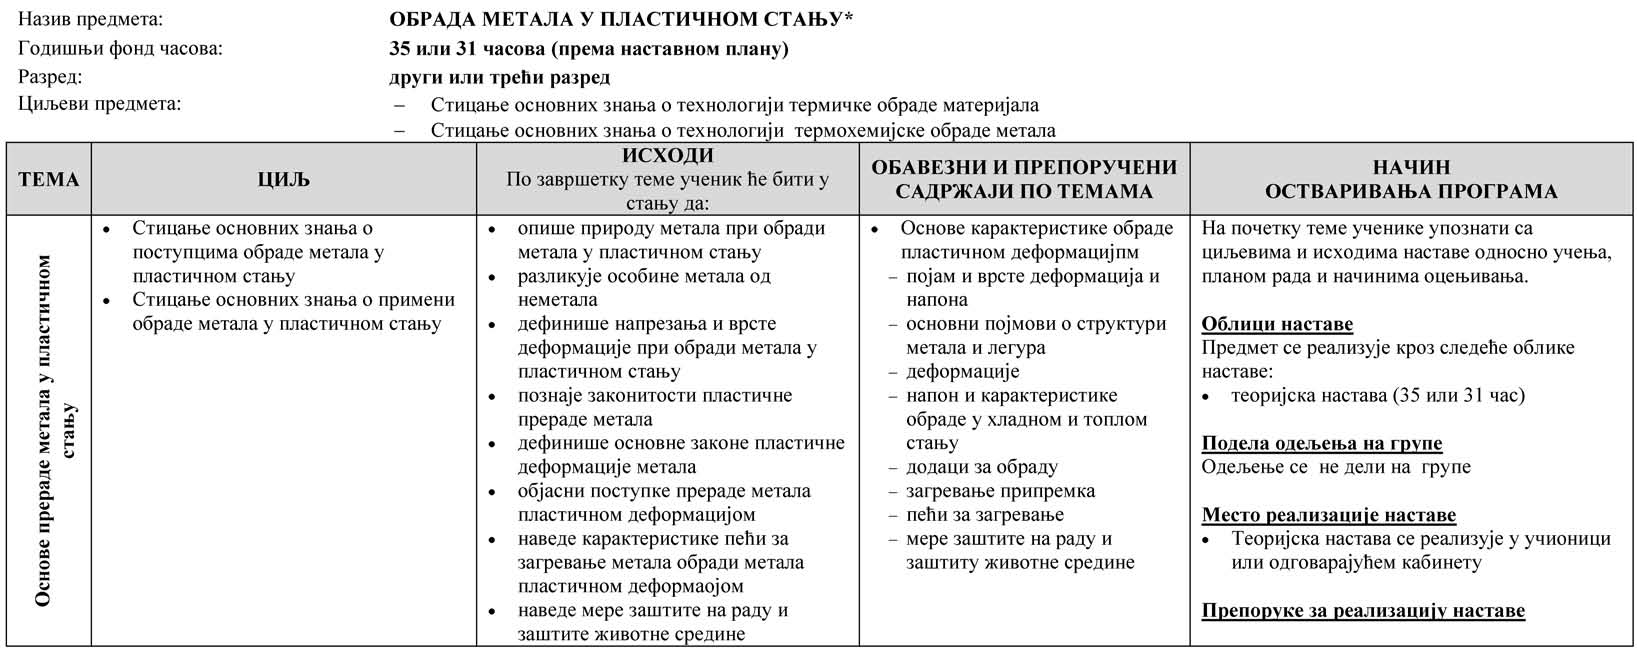 Назив предмета: ОБРАДА МЕТАЛА У ПЛАСТИЧНОМ СТАЊУ*
Годишњи фонд часова: 35 или 31 часова (према наставном плану)
Разред: други или трећи разред
Циљеви предмета: – Стицање основних знања о технологији термичке обраде материјала
– Стицање основних знања о технологији термохемијске обраде метала
ТЕМА
ЦИЉ
ИСХОДИ
По завршетку теме ученик ће бити у
стању да:
ОБАВЕЗНИ И ПРЕПОРУЧЕНИ
САДРЖАЈИ ПО ТЕМАМА
НАЧИН
ОСТВАРИВАЊА ПРОГРАМА
Основе прераде метала у пластичном
стању
• Стицање основних знања о
поступцима обраде метала у
пластичном стању
• Стицање основних знања о примени
обраде метала у пластичном стању
• опише природу метала при обради
метала у пластичном стању
• разликује особине метала од
неметала
• дефинише напрезања и врсте
деформације при обради метала у
пластичном стању
• познаје законитости пластичне
прераде метала
• дефинише основне законе пластичне
деформације метала
• објасни поступке прераде метала
пластичном деформацијом
• наведе карактеристике пећи за
загревање метала обради метала
пластичном деформаојом
• наведе мере заштите на раду и
заштите животне средине
• Основе карактеристике обраде
пластичном деформацијпм
– појам и врсте деформација и
напона
– основни појмови о структури
метала и легура
– деформације
– напон и карактеристике
обраде у хладном и топлом
стању
– додаци за обраду
– загревање припремка
– пећи за загревање
– мере заштите на раду и
заштиту животне средине
На почетку теме ученике упознати са
циљевима и исходима наставе односно учења,
планом рада и начинима оцењивања.
Облици наставе
Предмет се реализује кроз следеће облике
наставе:
• теоријска настава (35 или 31 час)
Подела одељења на групе
Одељење се не дели на групе
Место реализације наставе
• Теоријска настава се реализује у учионици
или одговарајућем кабинету
Препоруке за реализацију наставе